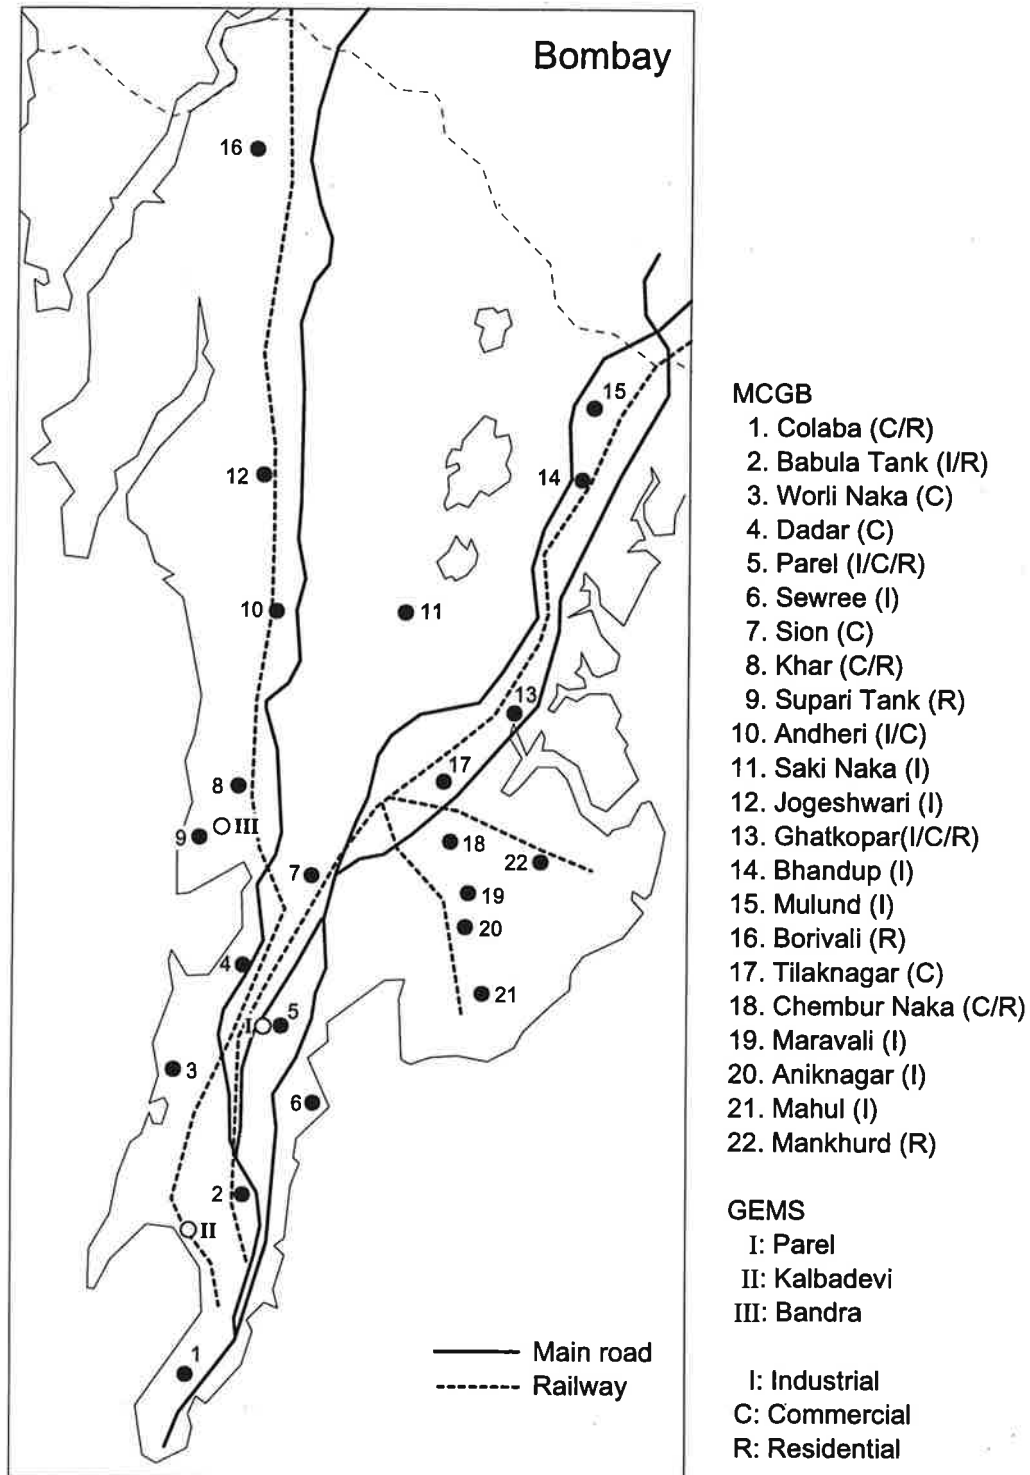 Bombay
16
15
12
14
10
11
13
8
17
9
III
18
22
7
19
20
4
21
I
5
3
6
2
II
1
Main road
Railway
MCGB
1. Colaba (C/R)
2. Babula Tank (I/R)
3. Worli Naka (C)
4. Dadar (C)
5. Parel (I/C/R)
6. Sewree (I)
7. Sion (C)
8. Khar (C/R)
9. Supari Tank (R)
10. Andheri (I/C)
11. Saki Naka (I)
12. Jogeshwari (I)
13. Ghatkopar(I/C/R)
14. Bhandup (I)
15. Mulund (I)
16. Borivali (R)
17. Tilaknagar (C)
18. Chembur Naka (C/R)
19. Maravali (I)
20. Aniknagar (I)
21. Mahul (I)
22. Mankhurd (R)
GEMS
I: Parel
II: Kalbadevi
III: Bandra
I: Industrial
C: Commercial
R: Residential